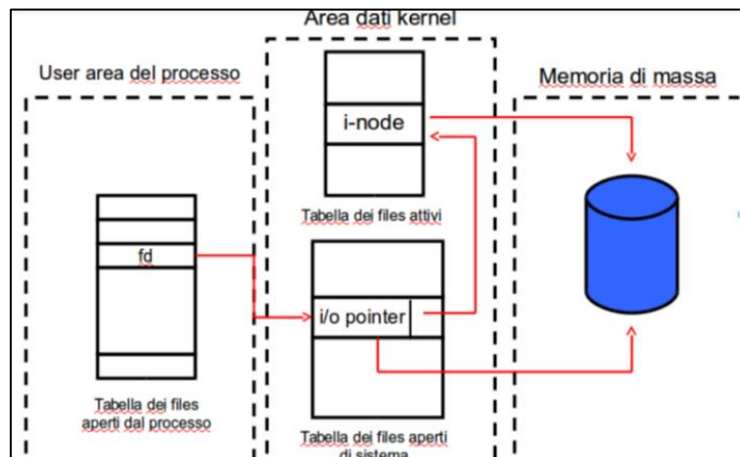 Area dati kernel
User area del processo
Memoria di massa
i-node
Tabella dei files attivi
fd
i/o pointer
Tabella dei files
aperti dal processo
Tabella dei files aperti
di sistema